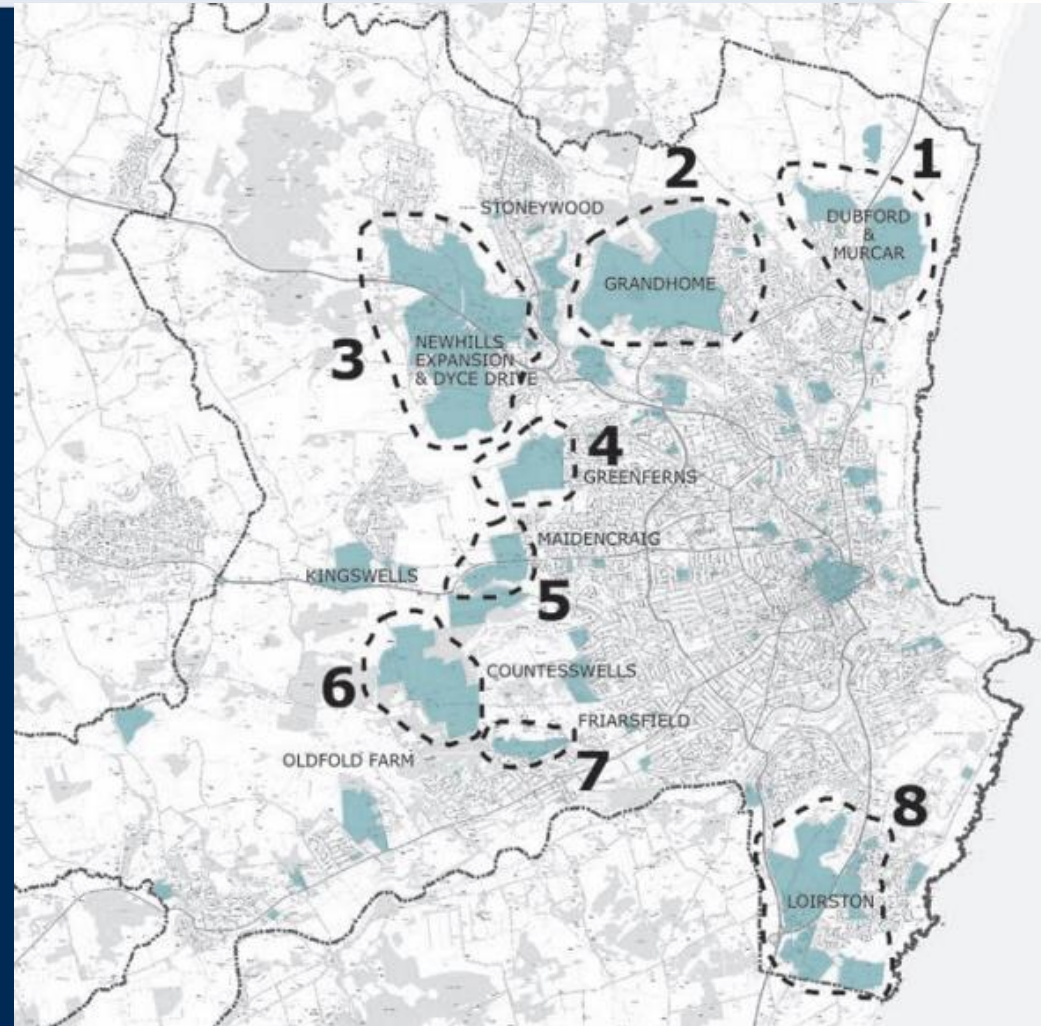 1
2
STONEYWOOD
DUBFORD
&
MURCAR
GRANDHOME
3
NEWHILLS
EXPANSION
& DYCE DRIVE
4
GREENFERNS
MAIDENCRAIG
KINGSWELLS
5
6
COUNTESSWELLS
FRIARSFIELD
OLDFOLD FARM
7
8
LOIRSTON